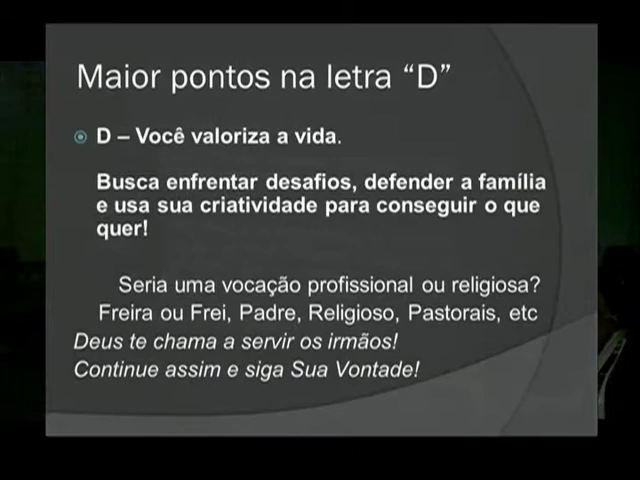 Maior pontos na letra “D”
D – Você valoriza a vida.
Busca enfrentar desafios, defender a família
e usa sua criatividade para conseguir o que
quer!
Seria uma vocação profissional ou religiosa?
Freira ou Frei, Padre, Religioso, Pastorais, etc
Deus te chama a servir os irmãos!
Continue assim e siga Sua Vontade!